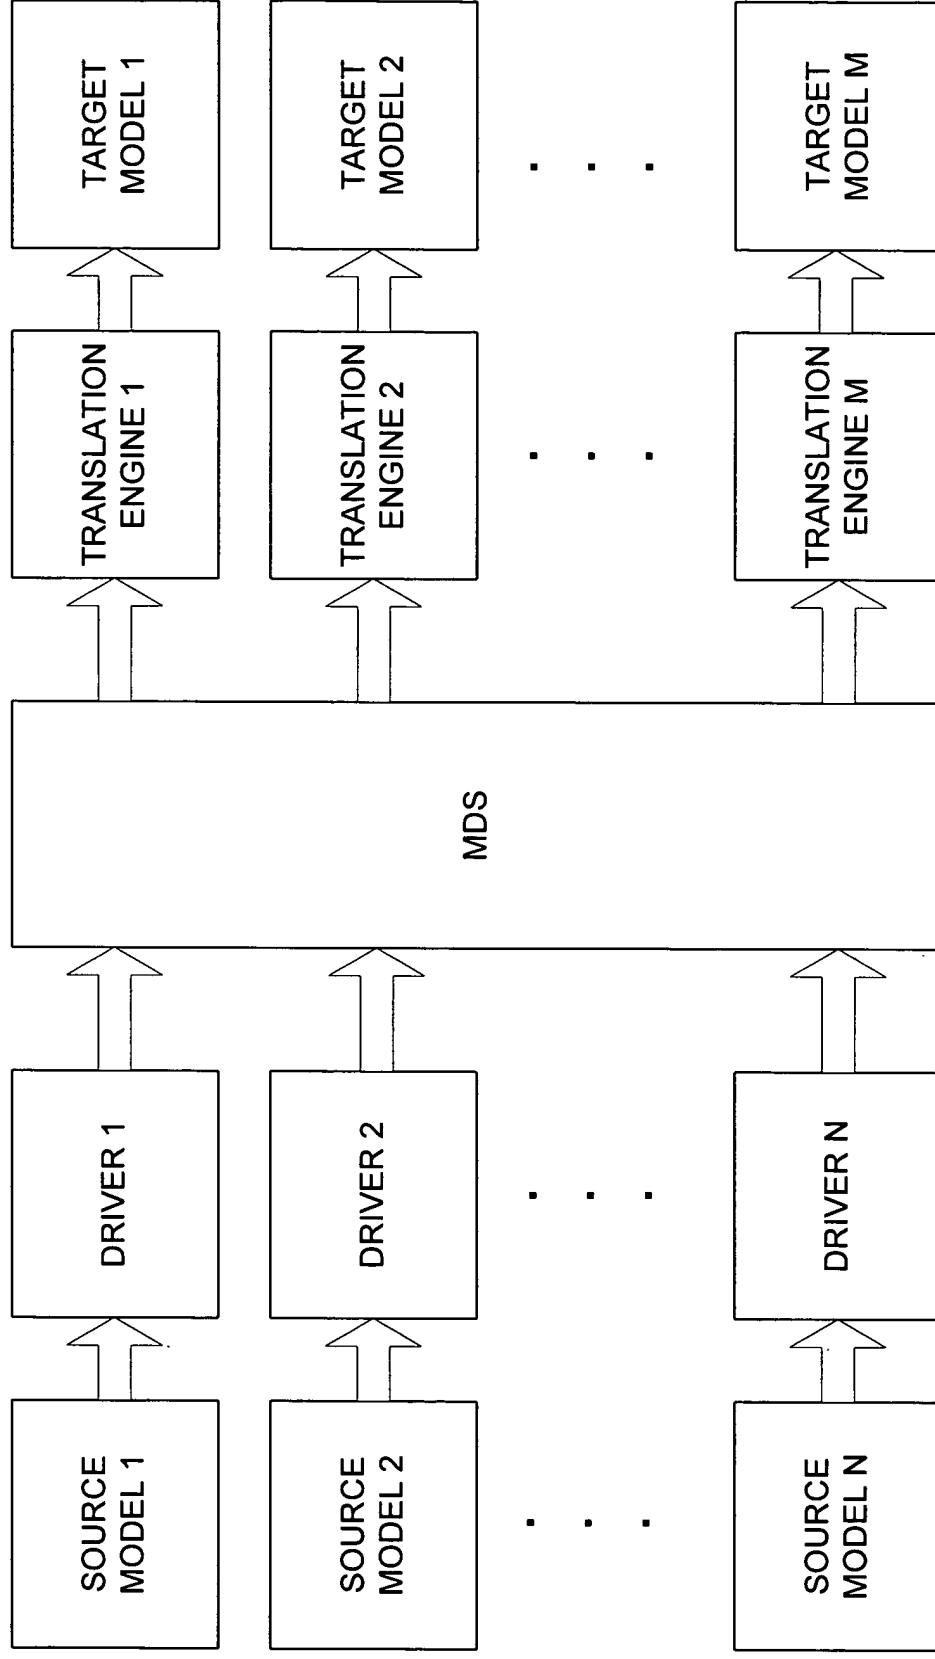 SOURCE
MODEL 1
DRIVER 1
MDS
TRANSLATION
ENGINE 1
TARGET
MODEL 1
SOURCE
MODEL 2
DRIVER 2
TRANSLATION
ENGINE 2
TARGET
MODEL 2
SOURCE
MODEL N
DRIVER N
TRANSLATION
ENGINE M
TARGET
MODEL M